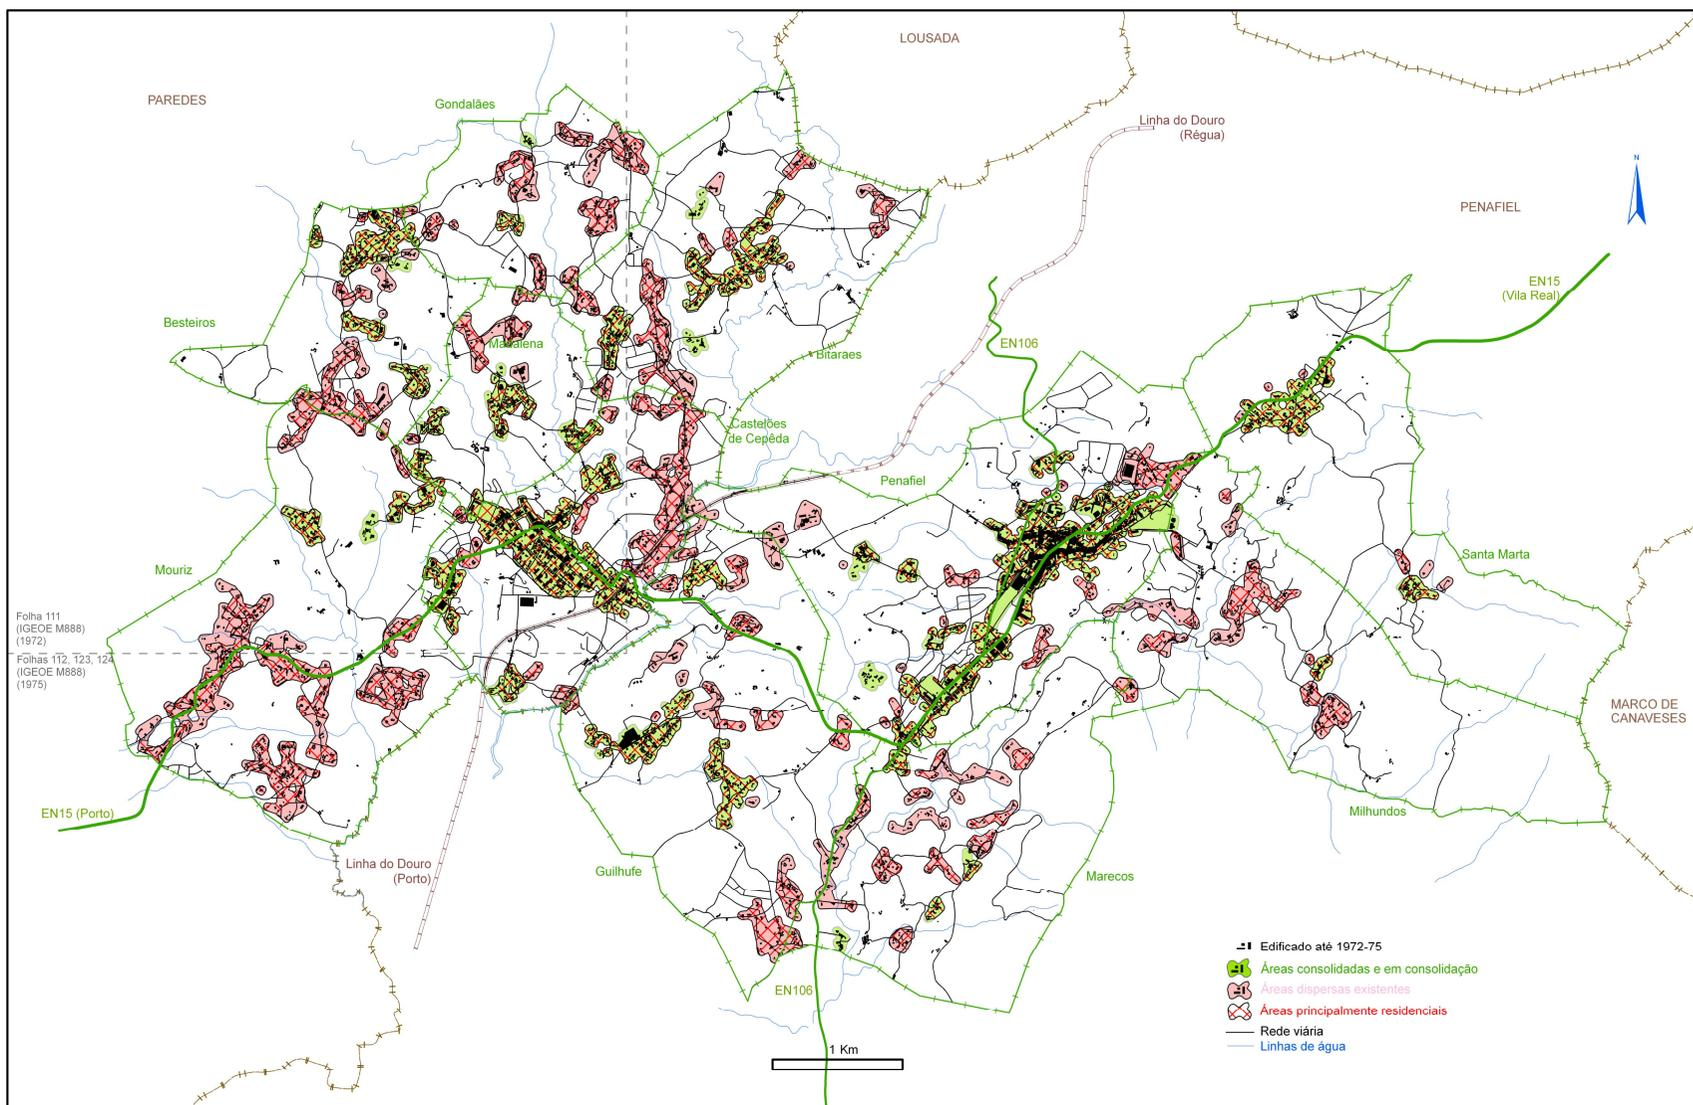 LOUSADA
PAREDES
Gondalães
Linha do Douro
(Régua)
N
PENAFIEL
EN15
(Vila Real)
Besteiros
EN106
Madalena
Bitaraes
Castelões
de Cepêda
Penafiel
Mouriz
Santa Marta
Folha 111
(IGEOE M888)
(1972)
Folhas 112, 123, 124
(IGEOE M888)
(1975)
MARCO DE
CANAVESES
EN15 (Porto)
Milhundos
Linha do Douro
(Porto)
Guilhufe
Marecos
EN106
1 Km
Edificado até 1972-75
Áreas consolidadas e em consolidação
Áreas dispersas existentes
Áreas principalmente residenciais
Rede viária
Linhas de água